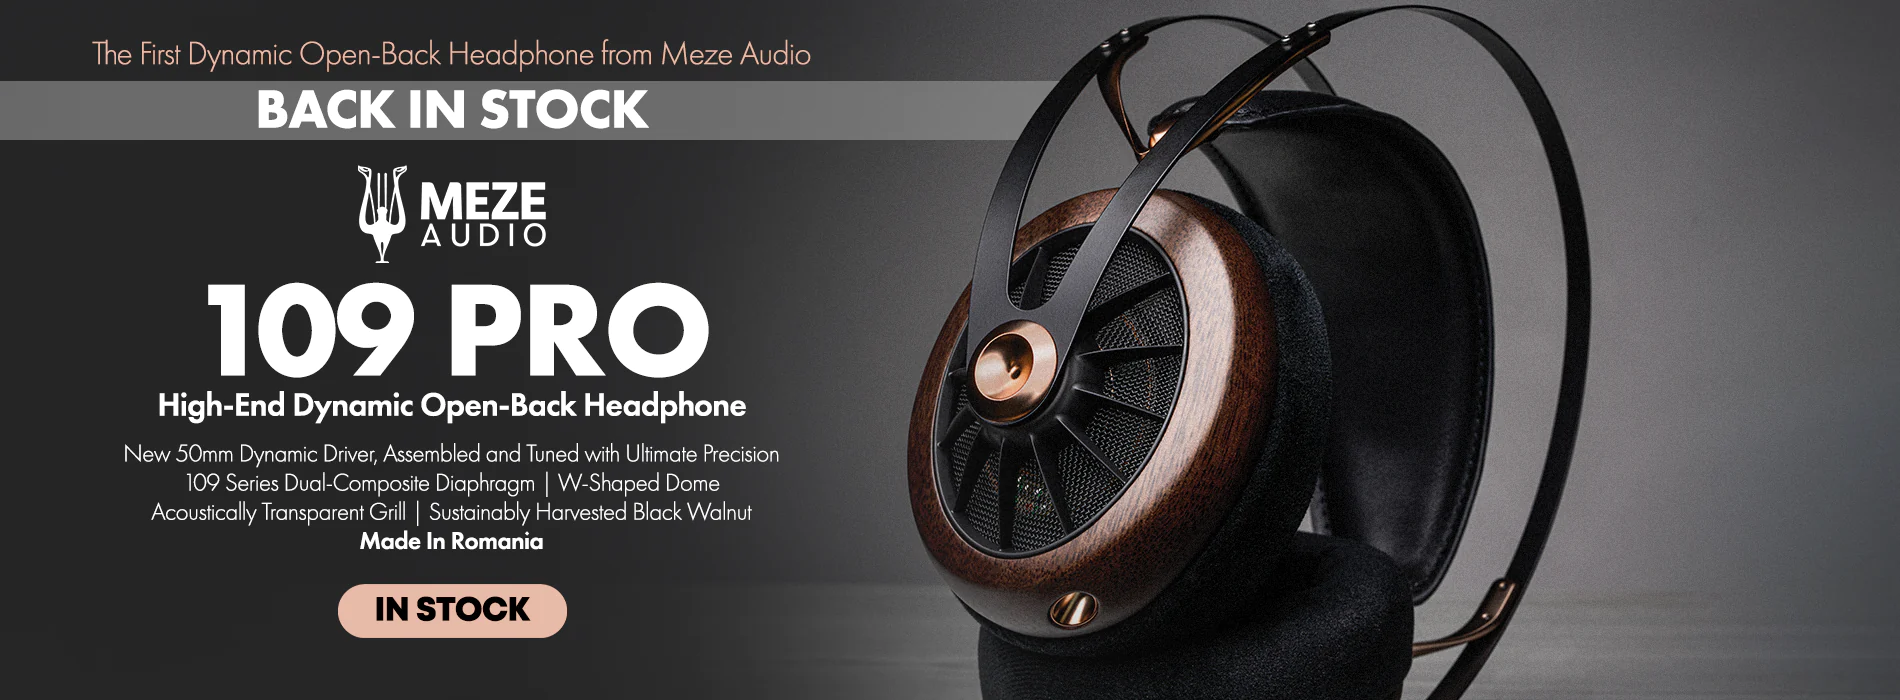 The First Dynamic Open-Back Headphone from Meze Audio
BACK IN STOCK
MEZE
AUDIO
109 PRO
High-End Dynamic Open-Back Headphone
New 50mm Dynamic Driver, Assembled and Tuned with Ultimate Precision
109 Series Dual-Composite Diaphragm | W-Shaped Dome
Acoustically Transparent Grill | Sustainably Harvested Black Walnut
Made In Romania
IN STOCK